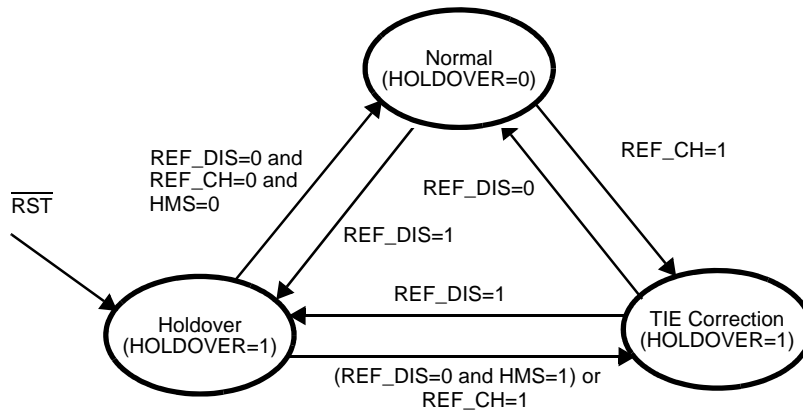 Normal
(HOLDOVER=0)
REF_DIS=0 and
REF_CH=0 and
HMS=0
REF_CH=1
REF_DIS=0
RST
REF_DIS=1
REF_DIS=1
Holdover
(HOLDOVER=1)
TIE Correction
(HOLDOVER=1)
(REF_DIS=0 and HMS=1) or
REF_CH=1